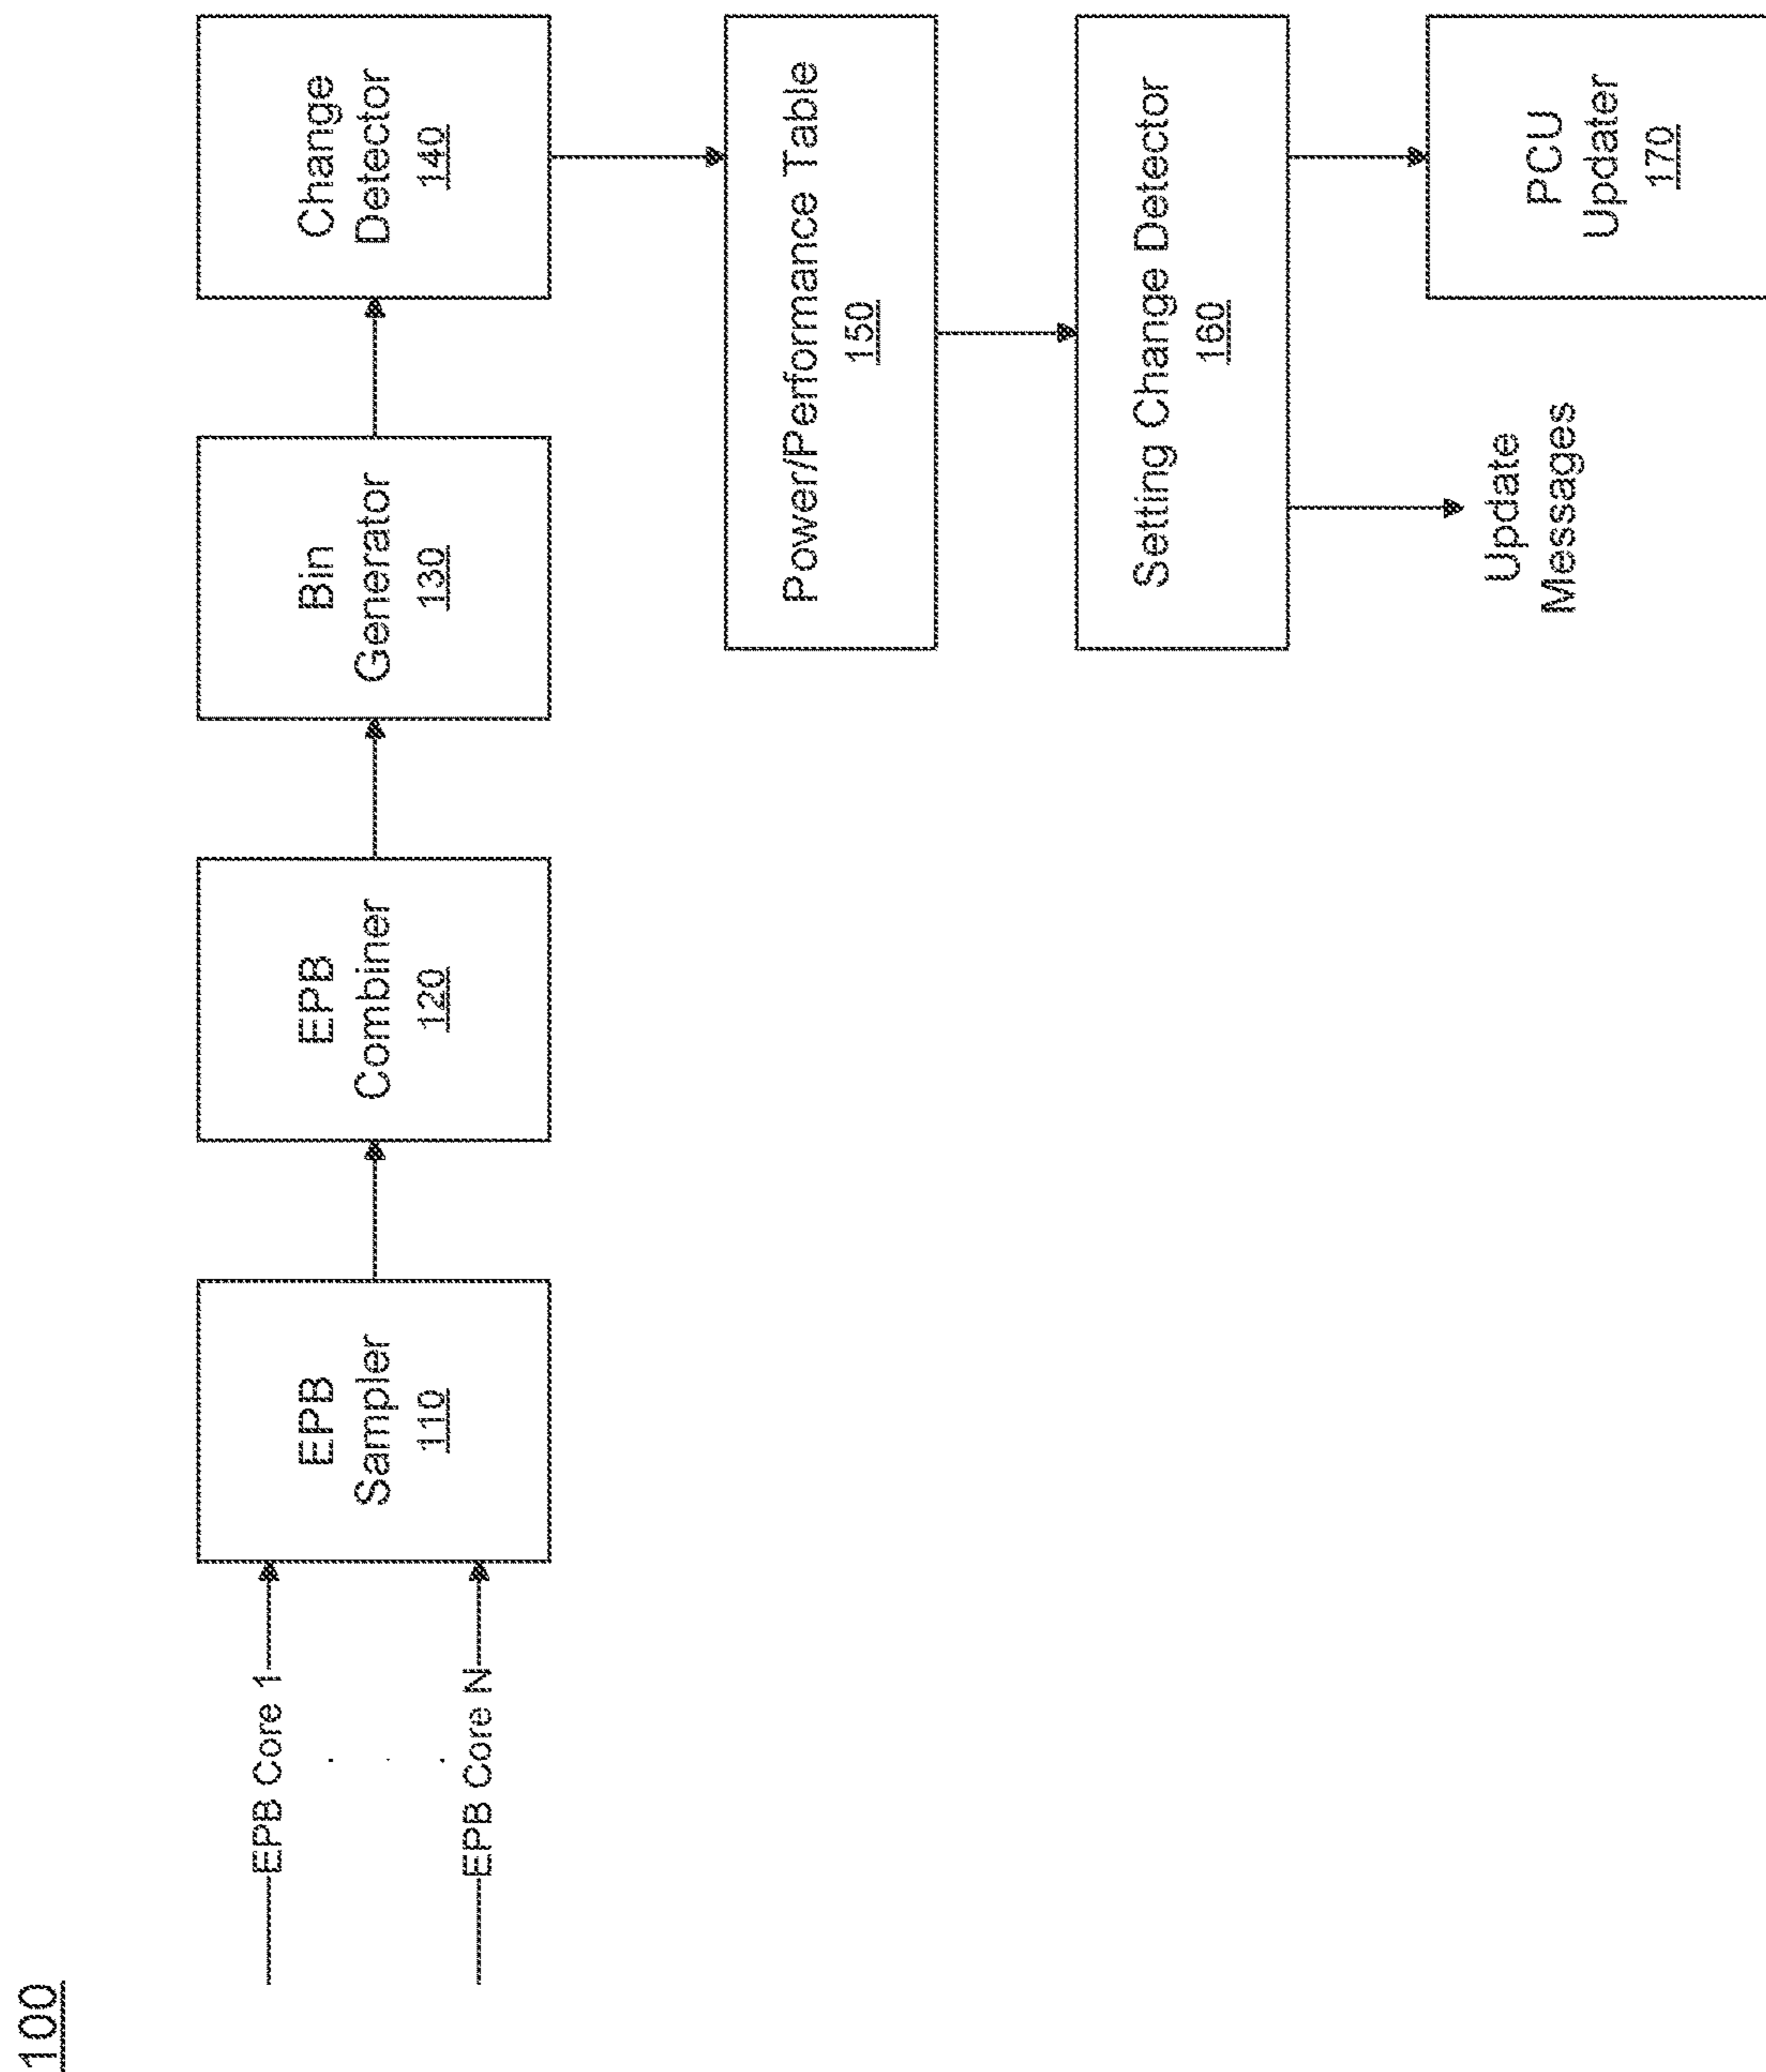 100
EPB Core 1
EPB Core N
EPB
Sampler
110
EPB
Combiner
120
Bin
Generator
130
Change
Detector
140
Power/Performance Table
150
Setting Change Detector
160
Update
Messages
PCU
Updater
170